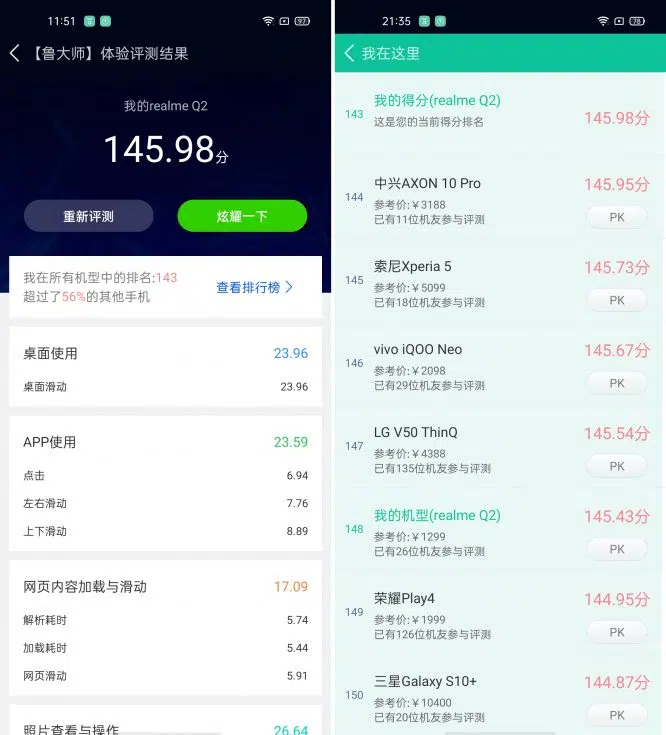 11:51
97
【鲁大师】体验评测结果
我的realme Q2
145.98分
重新评测
炫耀一下
我在所有机型中的排名:143
超过了56%的其他手机
查看排行榜
桌面使用 23.96
桌面滑动 23.96
APP使用 23.59
点击 6.94
左右滑动 7.76
上下滑动 8.89
网页内容加载与滑动 17.09
解析耗时 5.74
加载耗时 5.44
网页滑动 5.91
照片查看与操作 26.64
21:35
78
我在这里
143
我的得分(realme Q2)
这是您的当前得分排名
145.98分
144
中兴AXON 10 Pro
参考价:￥3188
已有11位机友参与评测
145.95分
PK
145
索尼Xperia 5
参考价:￥5099
已有18位机友参与评测
145.73分
PK
146
vivo iQOO Neo
参考价:￥2098
已有29位机友参与评测
145.67分
PK
147
LG V50 ThinQ
参考价:￥4388
已有135位机友参与评测
145.54分
PK
148
我的机型(realme Q2)
参考价:￥1299
已有26位机友参与评测
145.43分
PK
149
荣耀Play4
参考价:￥1999
已有126位机友参与评测
144.95分
PK
150
三星Galaxy S10+
参考价:￥10400
已有20位机友参与评测
144.87分
PK